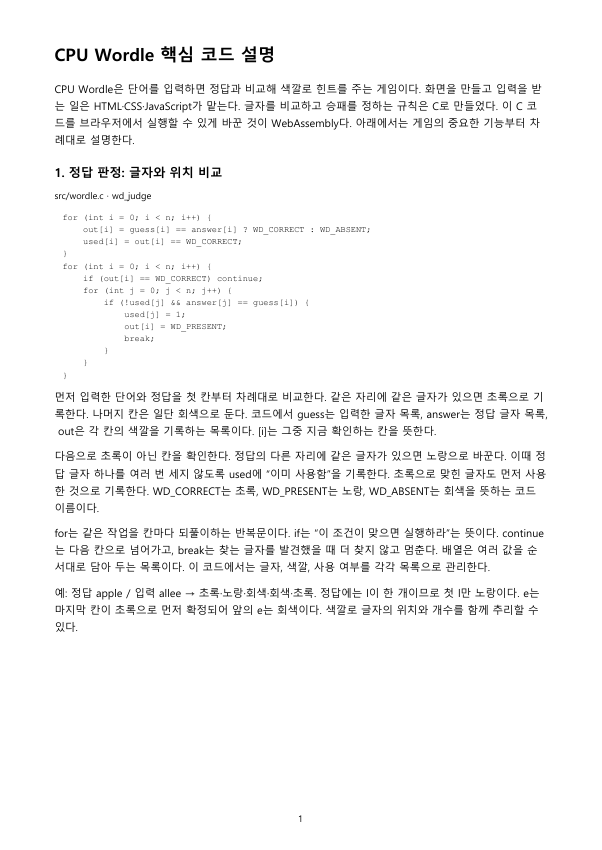 CPU Wordle 핵심 코드 설명
CPU Wordle은 단어를 입력하면 정답과 비교해 색깔로 힌트를 주는 게임이다. 화면을 만들고 입력을 받
는 일은 HTML·CSS·JavaScript가 맡는다. 글자를 비교하고 승패를 정하는 규칙은 C로 만들었다. 이 C 코
드를 브라우저에서 실행할 수 있게 바꾼 것이 WebAssembly다. 아래에서는 게임의 중요한 기능부터 차
례대로 설명한다.
1. 정답 판정: 글자와 위치 비교
src/wordle.c · wd_judge
for (int i = 0; i < n; i++) {
    out[i] = guess[i] == answer[i] ? WD_CORRECT : WD_ABSENT;
    used[i] = out[i] == WD_CORRECT;
}
for (int i = 0; i < n; i++) {
    if (out[i] == WD_CORRECT) continue;
    for (int j = 0; j < n; j++) {
        if (!used[j] && answer[j] == guess[i]) {
            used[j] = 1;
            out[i] = WD_PRESENT;
            break;
        }
    }
}
먼저 입력한 단어와 정답을 첫 칸부터 차례대로 비교한다. 같은 자리에 같은 글자가 있으면 초록으로 기
록한다. 나머지 칸은 일단 회색으로 둔다. 코드에서 guess는 입력한 글자 목록, answer는 정답 글자 목록,
out은 각 칸의 색깔을 기록하는 목록이다. [i]는 그중 지금 확인하는 칸을 뜻한다.
다음으로 초록이 아닌 칸을 확인한다. 정답의 다른 자리에 같은 글자가 있으면 노랑으로 바꾼다. 이때 정
답 글자 하나를 여러 번 세지 않도록 used에 “이미 사용함”을 기록한다. 초록으로 맞힌 글자도 먼저 사용
한 것으로 기록한다. WD_CORRECT는 초록, WD_PRESENT는 노랑, WD_ABSENT는 회색을 뜻하는 코드
이름이다.
for는 같은 작업을 칸마다 되풀이하는 반복문이다. if는 “이 조건이 맞으면 실행하라”는 뜻이다. continue
는 다음 칸으로 넘어가고, break는 찾는 글자를 발견했을 때 더 찾지 않고 멈춘다. 배열은 여러 값을 순
서대로 담아 두는 목록이다. 이 코드에서는 글자, 색깔, 사용 여부를 각각 목록으로 관리한다.
예: 정답 apple / 입력 allee → 초록·노랑·회색·회색·초록. 정답에는 l이 한 개이므로 첫 l만 노랑이다. e는
마지막 칸이 초록으로 먼저 확정되어 앞의 e는 회색이다. 색깔로 글자의 위치와 개수를 함께 추리할 수
있다.
1